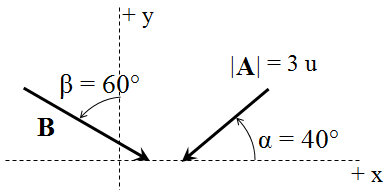 + y
β = 60°
|A| = 3 u
B
α = 40°
+ x